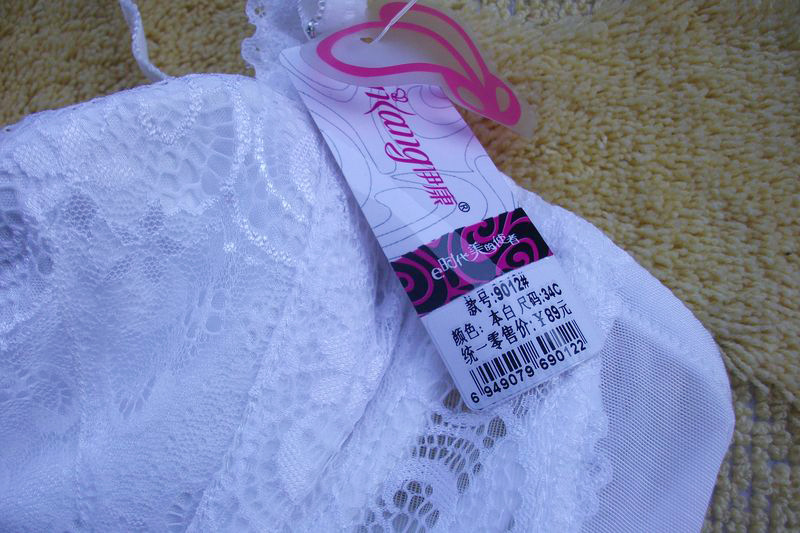 iKang伊康®
e时代美的使者
款号:9012#
颜色: 本白 尺码:34C
统一零售价: ¥89元
6 949079 690122